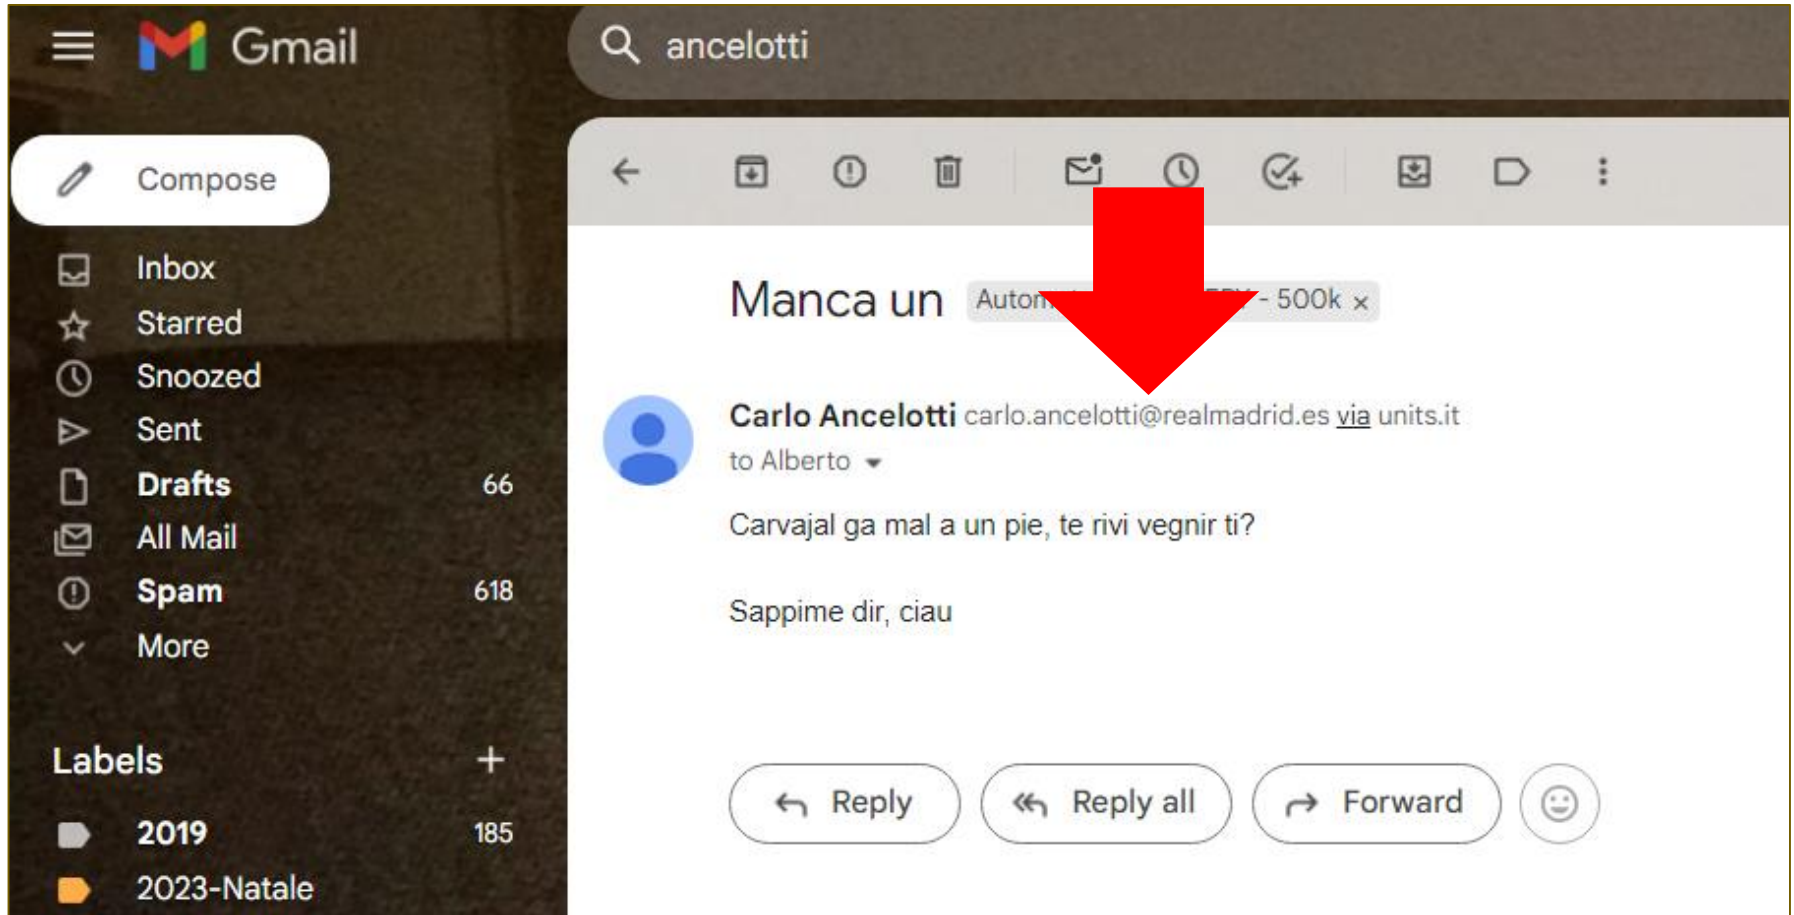 Gmail
ancelotti
Compose
Inbox
Starred
Snoozed
Sent
Drafts 66
All Mail
Spam 618
More
Labels +
2019 185
2023-Natale
Manca un
- 500k ×
Carlo Ancelotti carlo.ancelotti@realmadrid.es via units.it
to Alberto
Carvajal ga mal a un pie, te rivi vegnir ti?
Sappime dir, ciau
Reply
Reply all
Forward